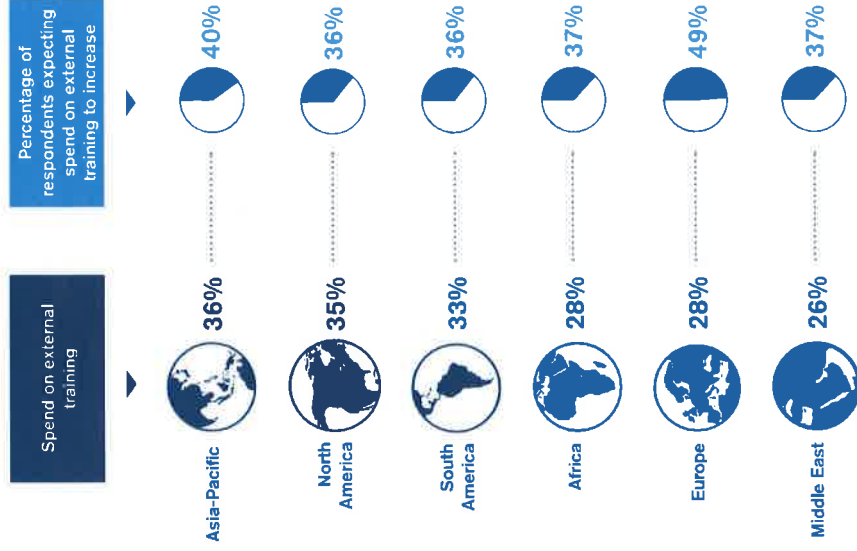 Spend on external
training
Percentage of
respondents expecting
spend on external
training to increase
Asia-Pacific
36%
40%
North
America
35%
36%
South
America
33%
36%
Africa
28%
37%
Europe
28%
49%
Middle East
26%
37%